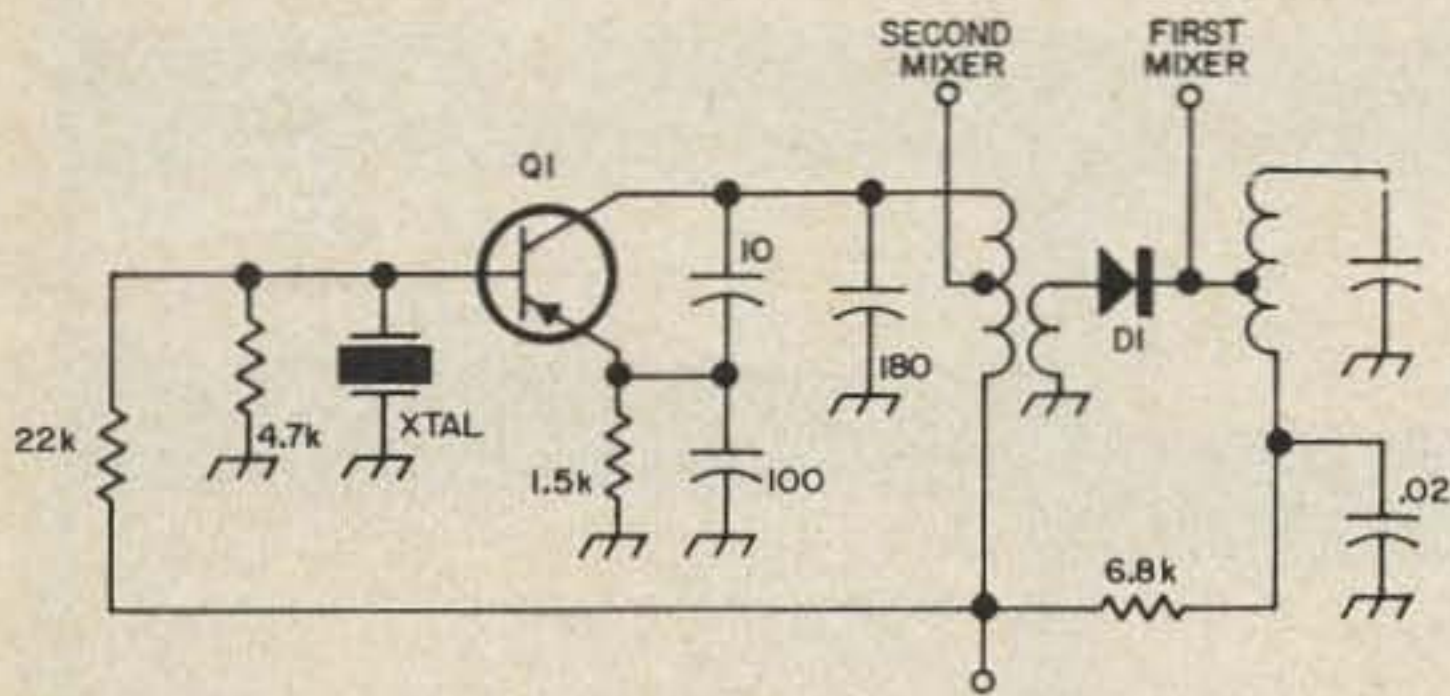 SECOND
MIXER
FIRST
MIXER
Q1
10
180
D1
22k
4.7k
XTAL
1.5k
100
.02
6.8k